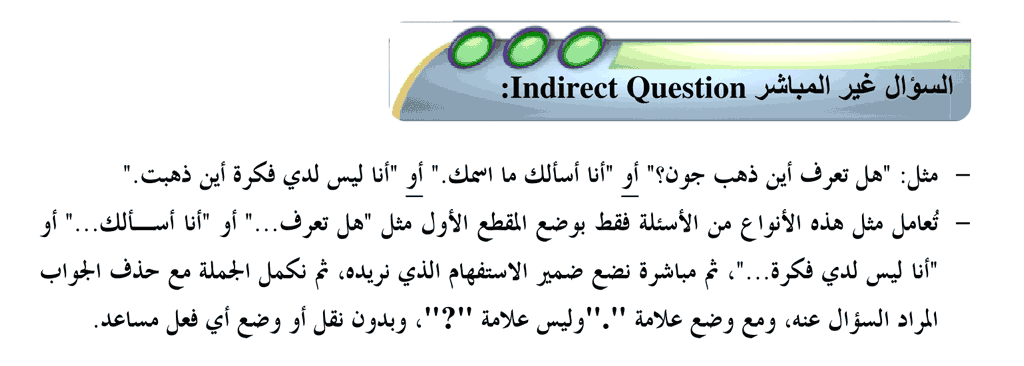 السؤال غير المباشر Indirect Question:
– مثل: "هل تعرف أين ذهب جون؟" أو "أنا أسألك ما اسمك." أو "أنا ليس لدي فكرة أين ذهبت."
– تُعامل مثل هذه الأنواع من الأسئلة فقط بوضع المقطع الأول مثل "هل تعرف..." أو "أنا أســـألك..." أو
"أنا ليس لدي فكرة..."، ثم مباشرة نضع ضمير الاستفهام الذي نريده، ثم نكمل الجملة مع حذف الجواب
المراد السؤال عنه، ومع وضع علامة "."وليس علامة "?"، وبدون نقل أو وضع أي فعل مساعد.